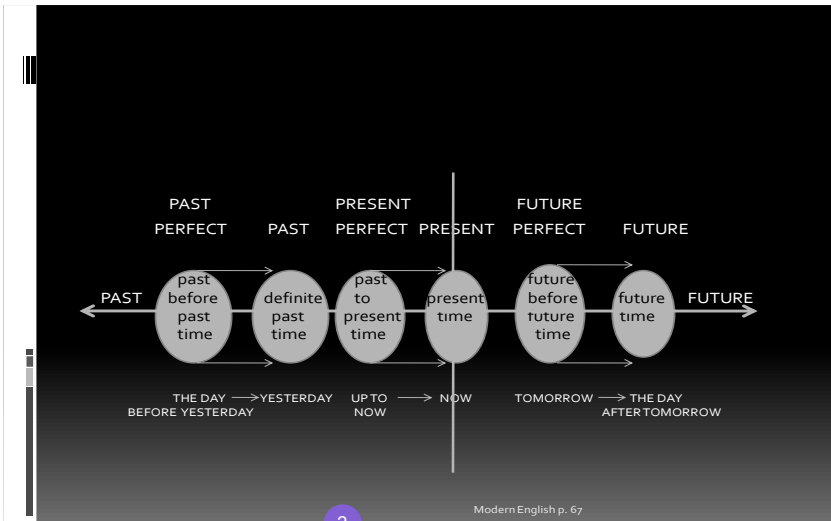 PAST PRESENT FUTURE
PERFECT PAST PERFECT PRESENT PERFECT FUTURE
PAST
past
before
past
time
definite
past
time
past
to
present
time
present
time
future
before
future
time
future
time
FUTURE
THE DAY YESTERDAY UP TO NOW TOMORROW THE DAY
BEFORE YESTERDAY NOW AFTER TOMORROW
Modern English p. 67